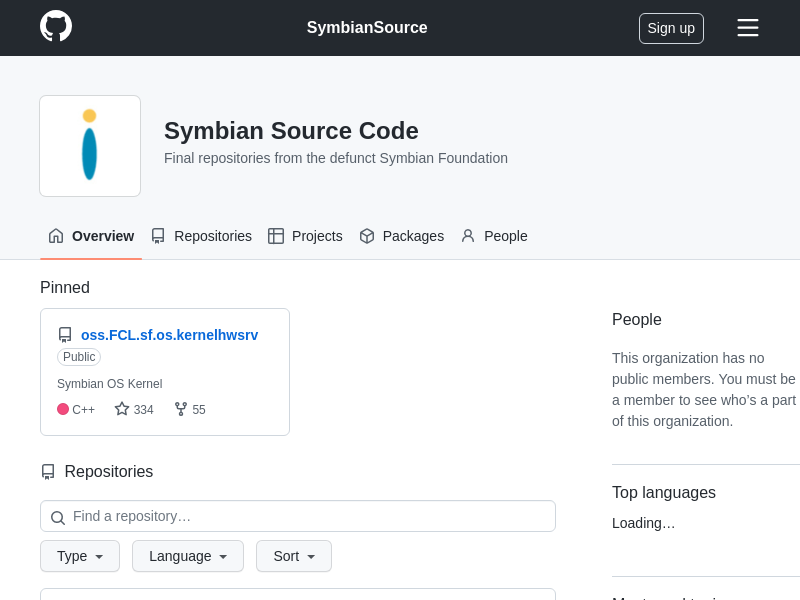 SymbianSource
Sign up
Symbian Source Code
Final repositories from the defunct Symbian Foundation
Overview Repositories Projects Packages People
Pinned
oss.FCL.sf.os.kernelhwsrv
Public
Symbian OS Kernel
C++ 334 55
Repositories
Find a repository…
Type Language Sort
People
This organization has no
public members. You must be
a member to see who’s a part
of this organization.
Top languages
Loading…